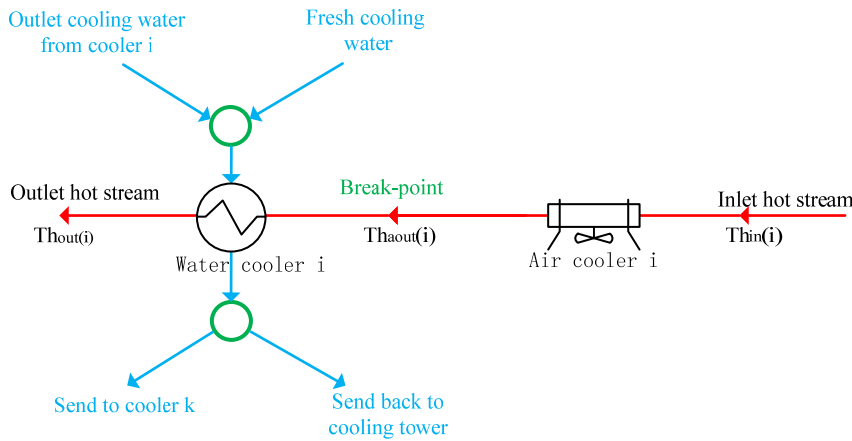 Outlet cooling water
from cooler i
Fresh cooling
water
Break-point
Outlet hot stream
Inlet hot stream
Thout(i)
Thaout(i)
Thin(i)
Water cooler i
Air cooler i
Send to cooler k
Send back to
cooling tower